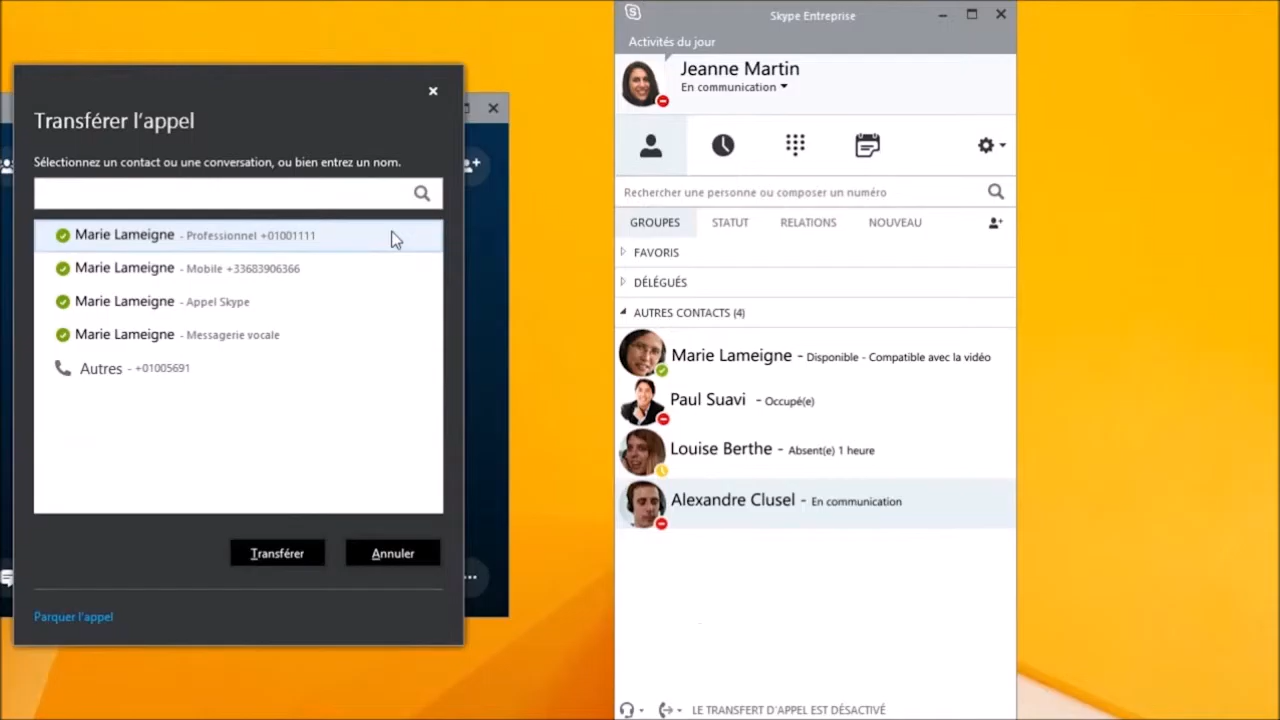 Transférer l'appel
Sélectionnez un contact ou une conversation, ou bien entrez un nom.
Marie Lameigne - Professionnel +01001111
Marie Lameigne - Mobile +33683906366
Marie Lameigne - Appel Skype
Marie Lameigne - Messagerie vocale
Autres - +01005691
Transférer
Annuler
Parquer l'appel
Skype Entreprise
Activités du jour
Jeanne Martin
En communication
Rechercher une personne ou composer un numéro
GROUPES STATUT RELATIONS NOUVEAU
FAVORIS
DÉLÉGUÉS
AUTRES CONTACTS (4)
Marie Lameigne - Disponible - Compatible avec la vidéo
Paul Suavi - Occupé(e)
Louise Berthe - Absent(e) 1 heure
Alexandre Clusel - En communication
LE TRANSFERT D'APPEL EST DÉSACTIVÉ